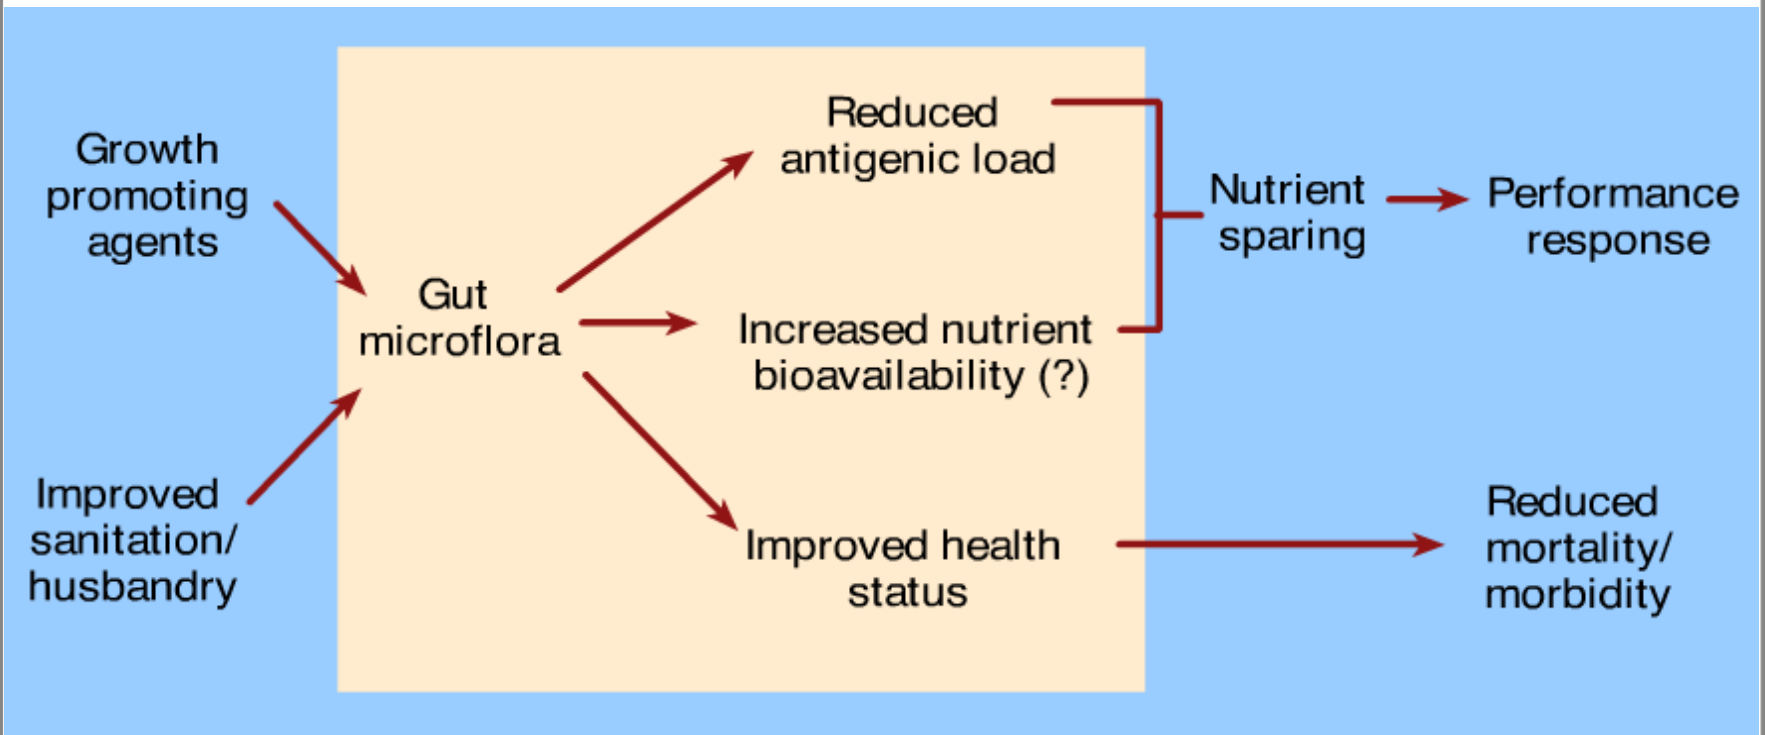 Growth
promoting
agents
Improved
sanitation/
husbandry
Gut
microflora
Reduced
antigenic load
Increased nutrient
bioavailability (?)
Improved health
status
Nutrient
sparing
Performance
response
Reduced
mortality/
morbidity